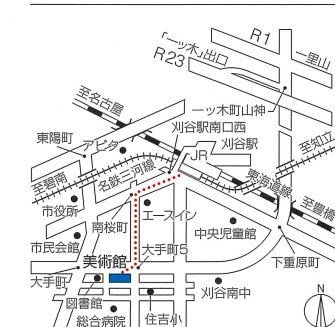 R1
「一ツ木」出口
R23
一里山
至名古屋
一ツ木町山神
刈谷駅南口西
東陽町
アピタ
刈谷駅
至知立
JR
名鉄三河線
東海道線
至碧南
至豊橋
市役所
エースイン
南桜町
中央児童館
市民会館
大手町5
下重原町
美術館
大手町
図書館
刈谷南中
総合病院
住吉小
N